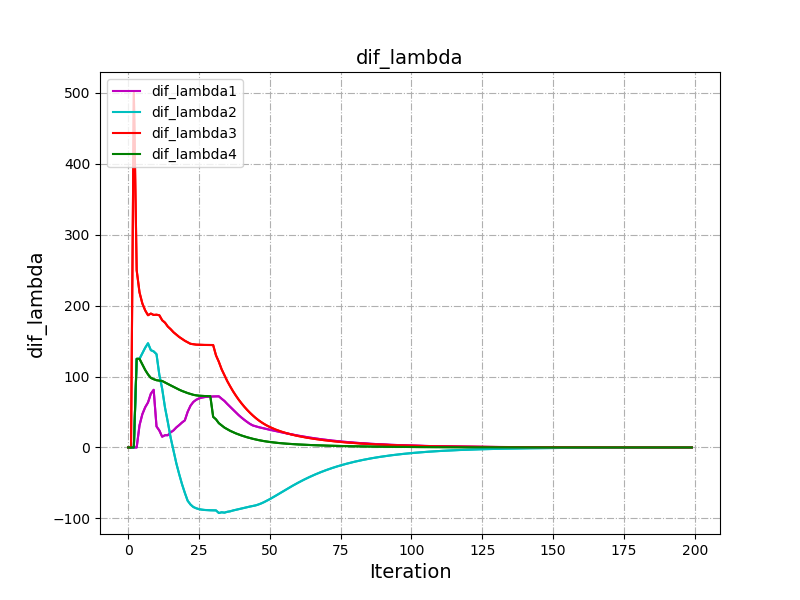 dif_lambda
dif_lambda1
dif_lambda2
dif_lambda3
dif_lambda4
500
400
300
200
100
0
−100
dif_lambda
0 25 50 75 100 125 150 175 200
Iteration